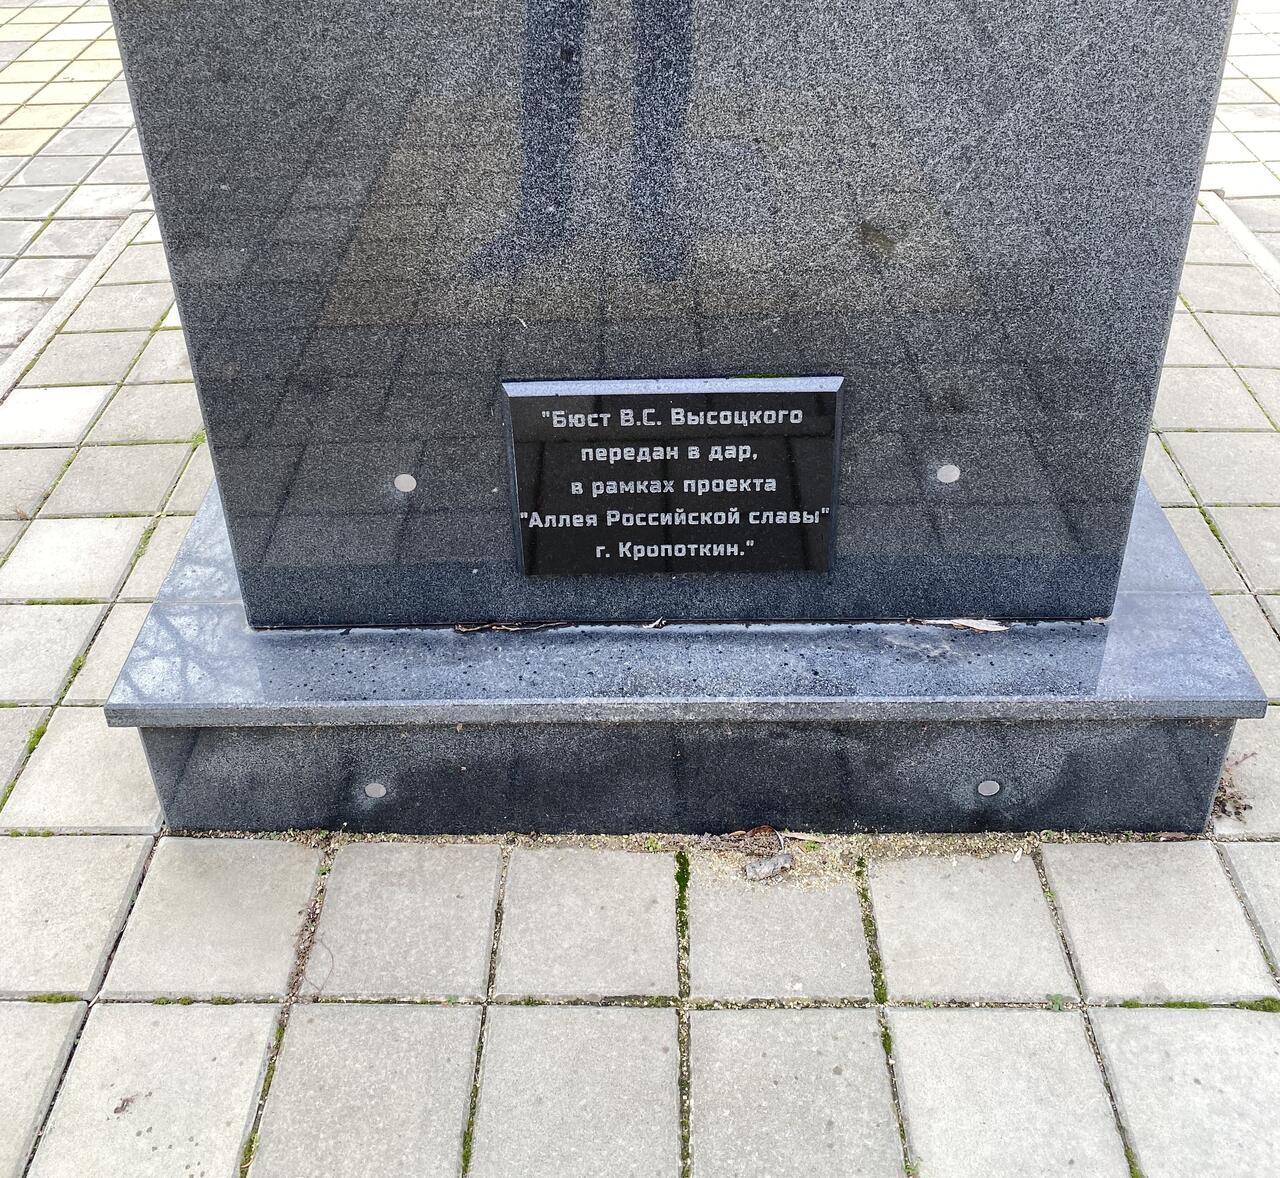 "Бюст В.С. Высоцкого
передан в дар,
в рамках проекта
"Аллея Российской славы"
г. Кропоткин."